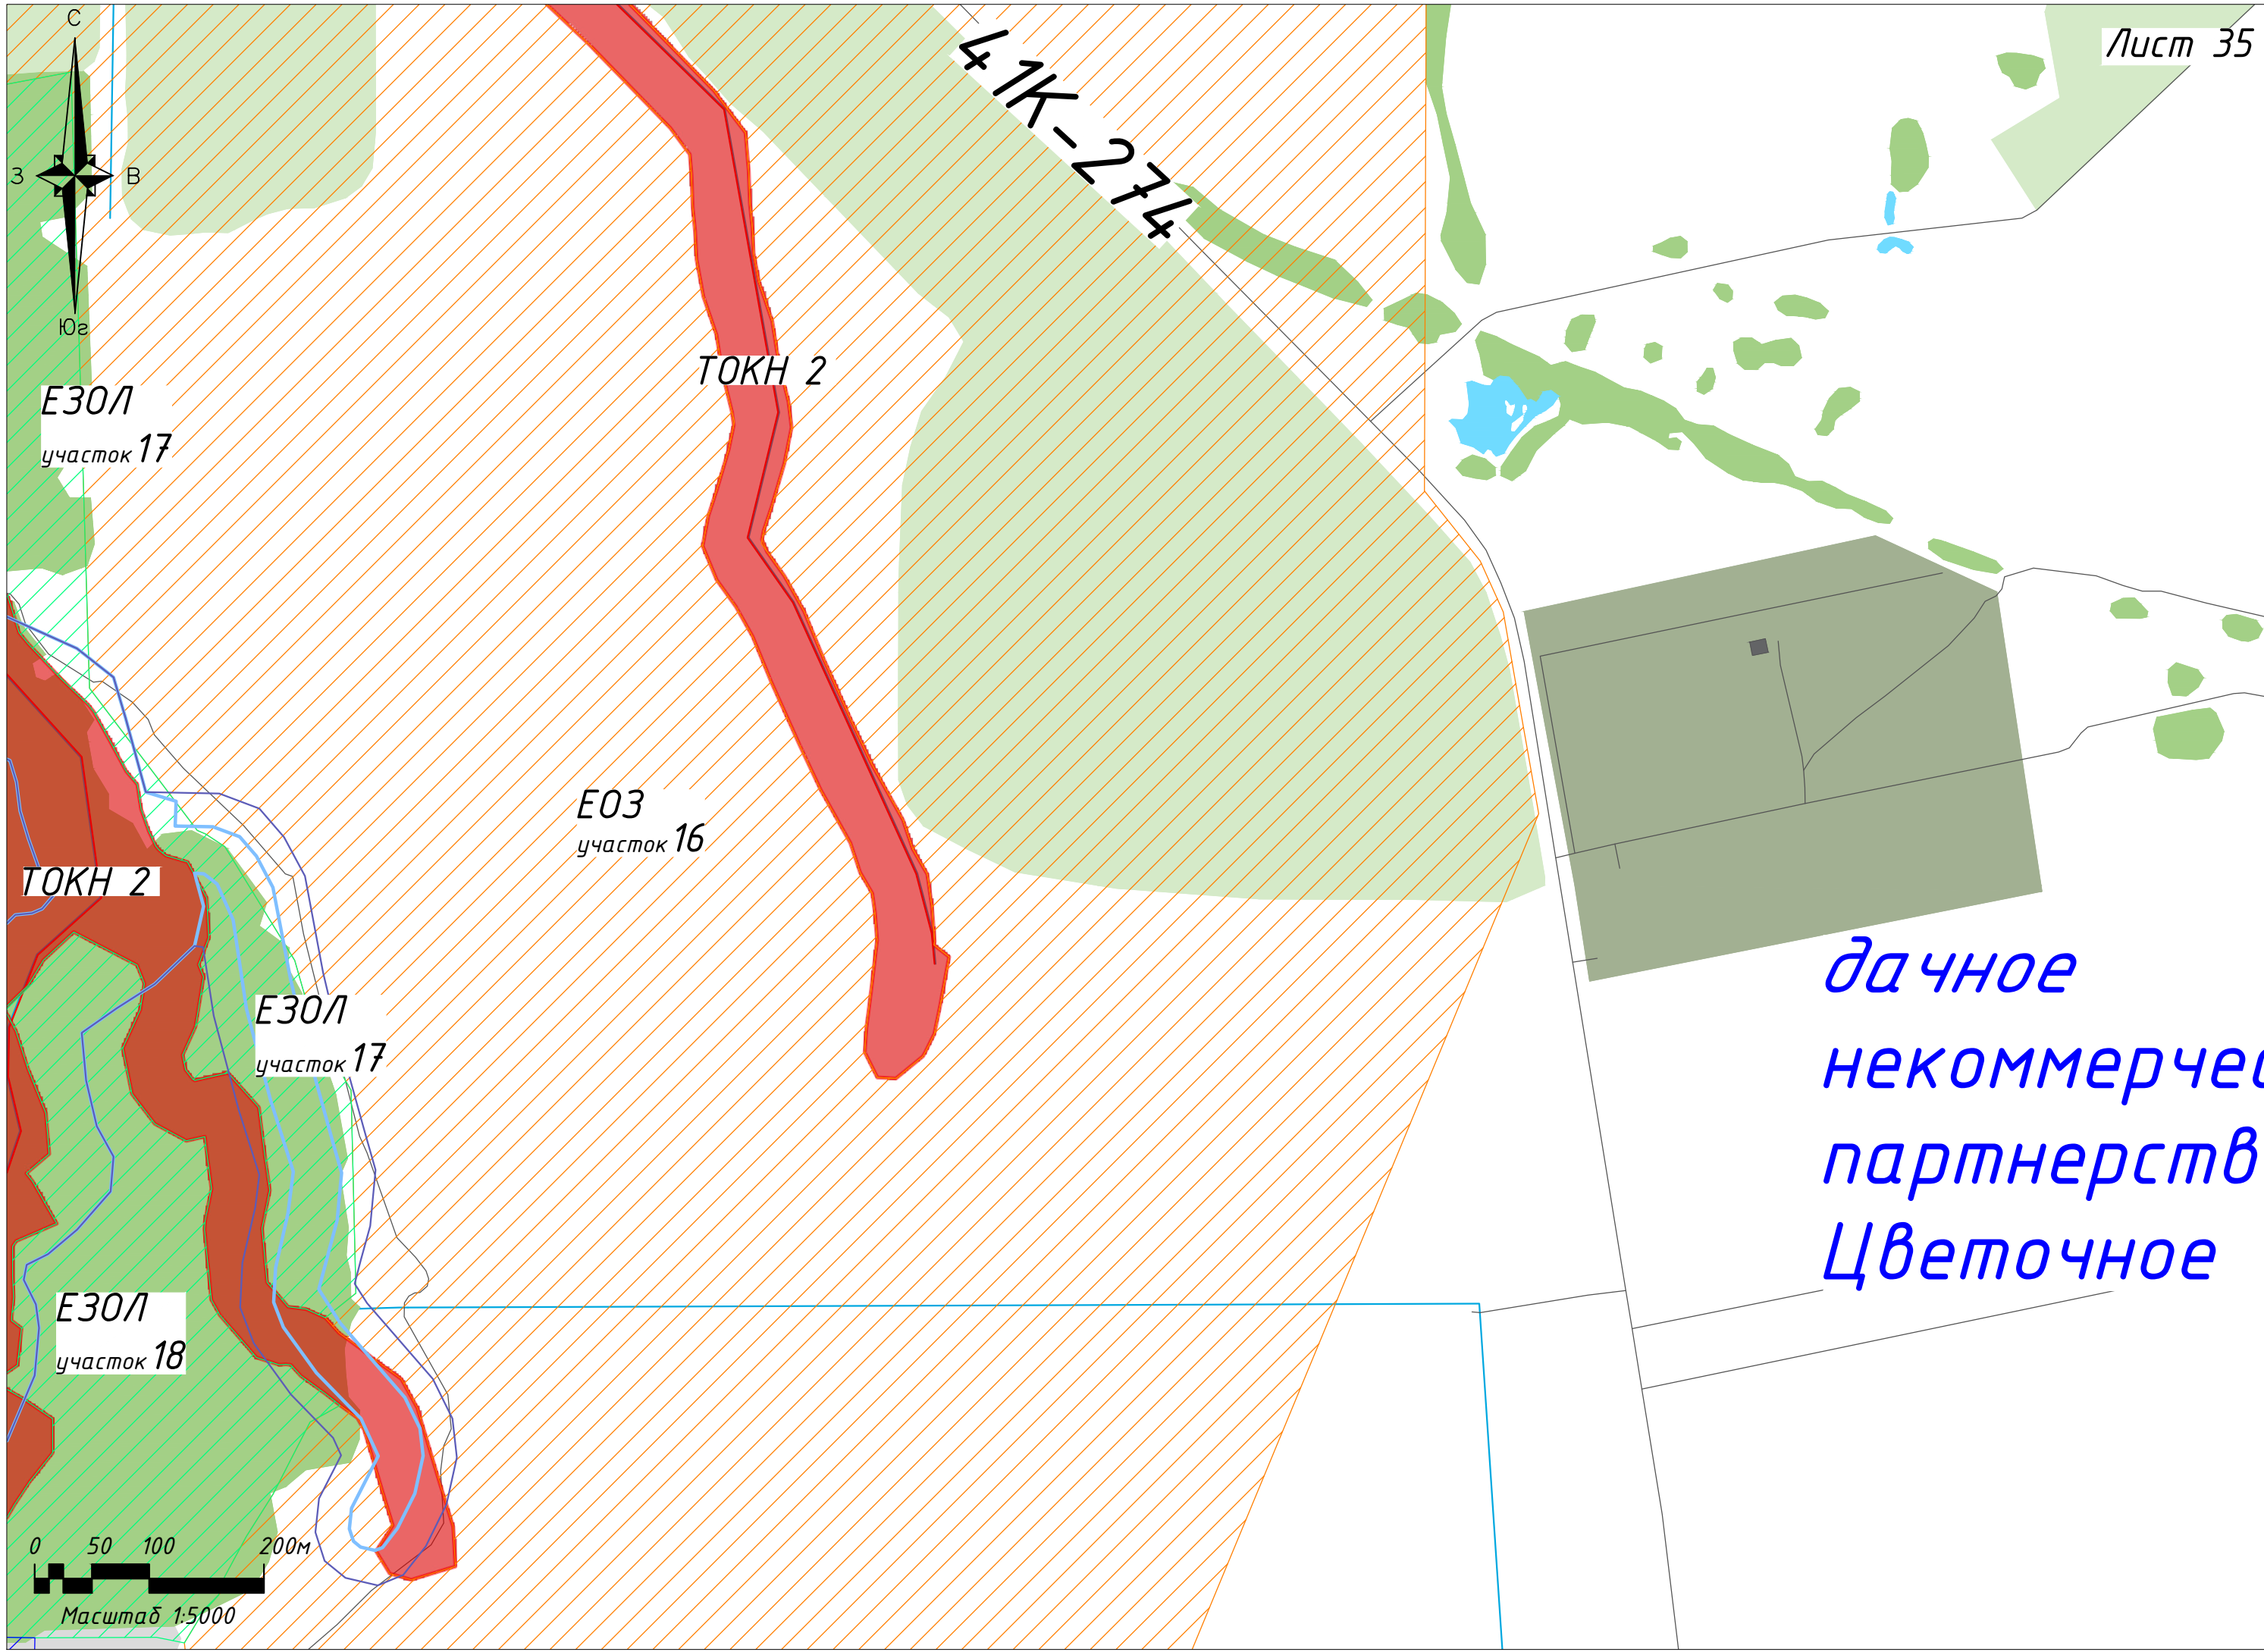 С
З
В
Юг
Лист 35
41К-274
ТОКН 2
ЕЗОЛ
участок 17
ЕОЗ
участок 16
ТОКН 2
ЕЗОЛ
участок 17
дачное
некоммерчес
партнерств
Цветочное
ЕЗОЛ
участок 18
0 50 100 200м
Масштаб 1:5000